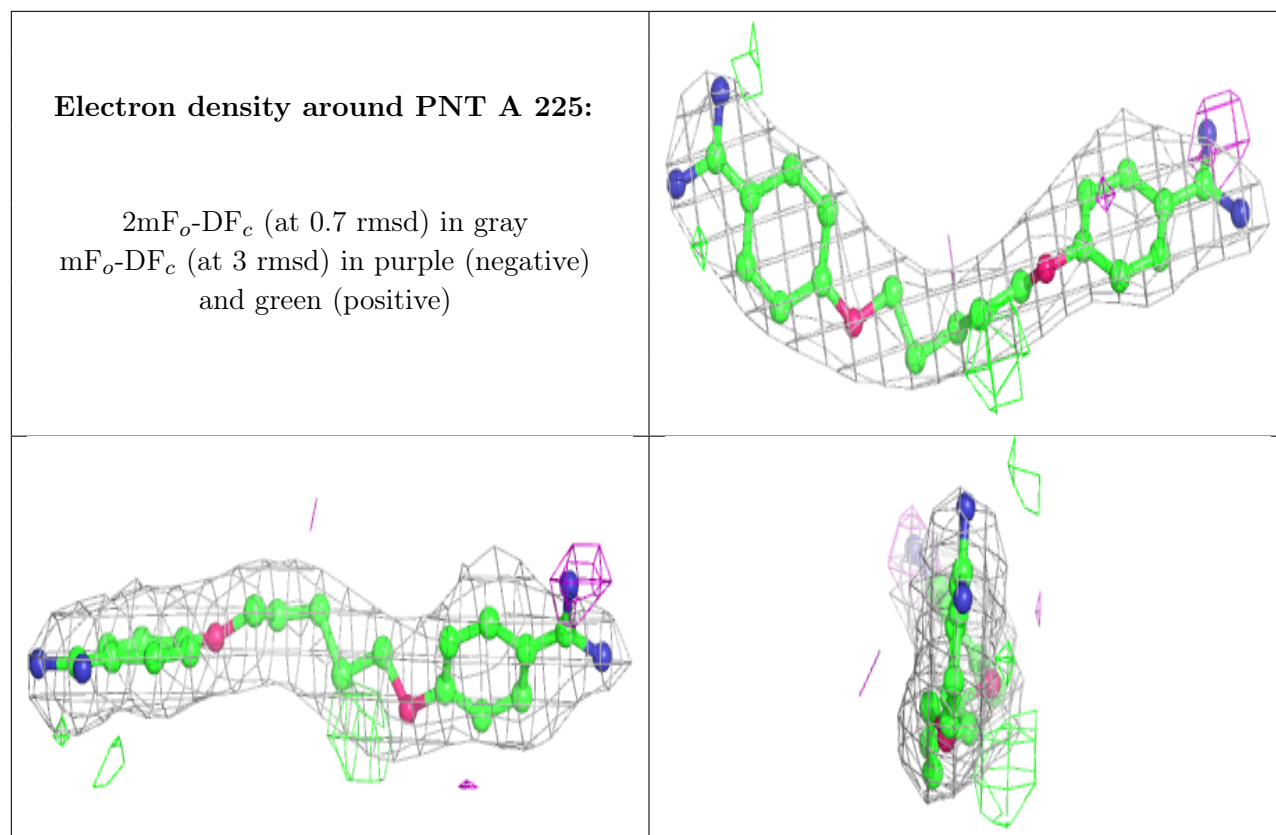 Electron density around PNT A 225:
2mFo-DFc (at 0.7 rmsd) in gray
mFo-DFc (at 3 rmsd) in purple (negative)
and green (positive)